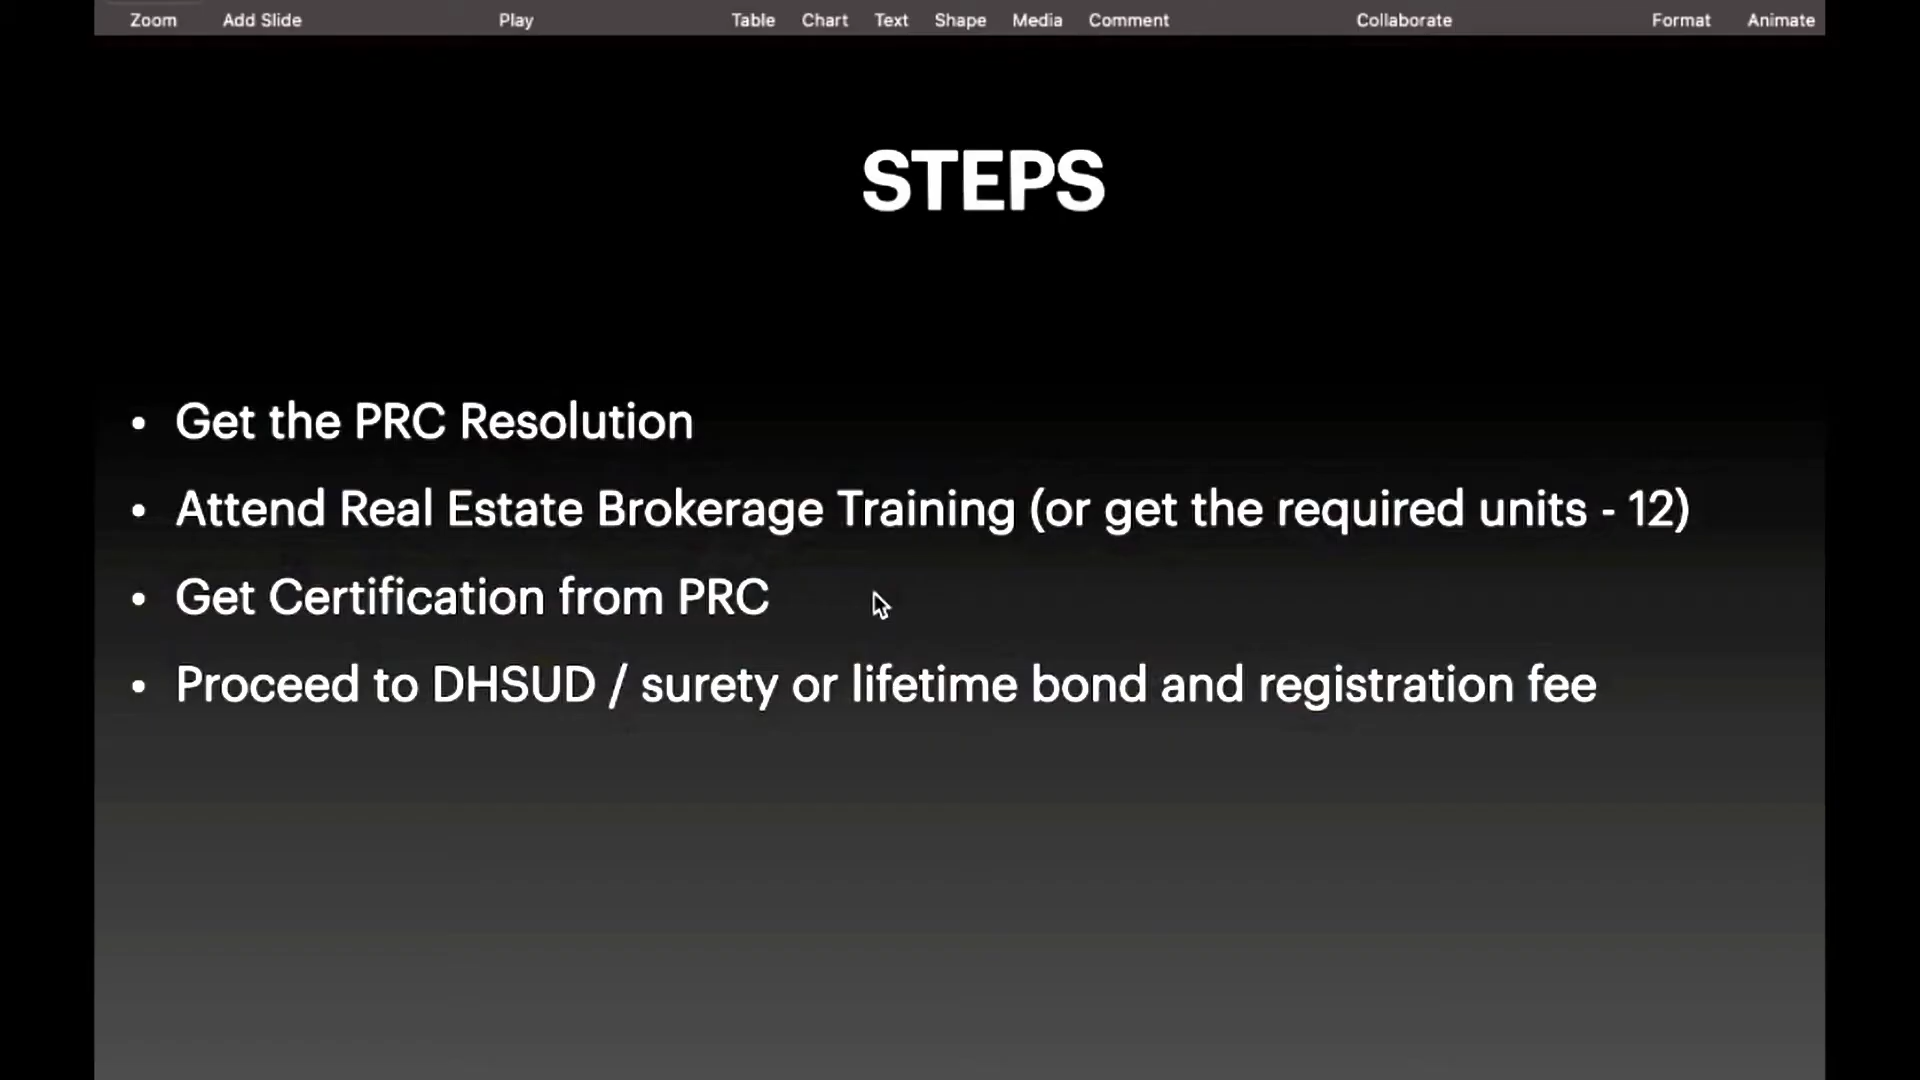 Zoom Add Slide Play Table Chart Text Shape Media Comment Collaborate Format Animate
STEPS
• Get the PRC Resolution
• Attend Real Estate Brokerage Training (or get the required units - 12)
• Get Certification from PRC
• Proceed to DHSUD / surety or lifetime bond and registration fee